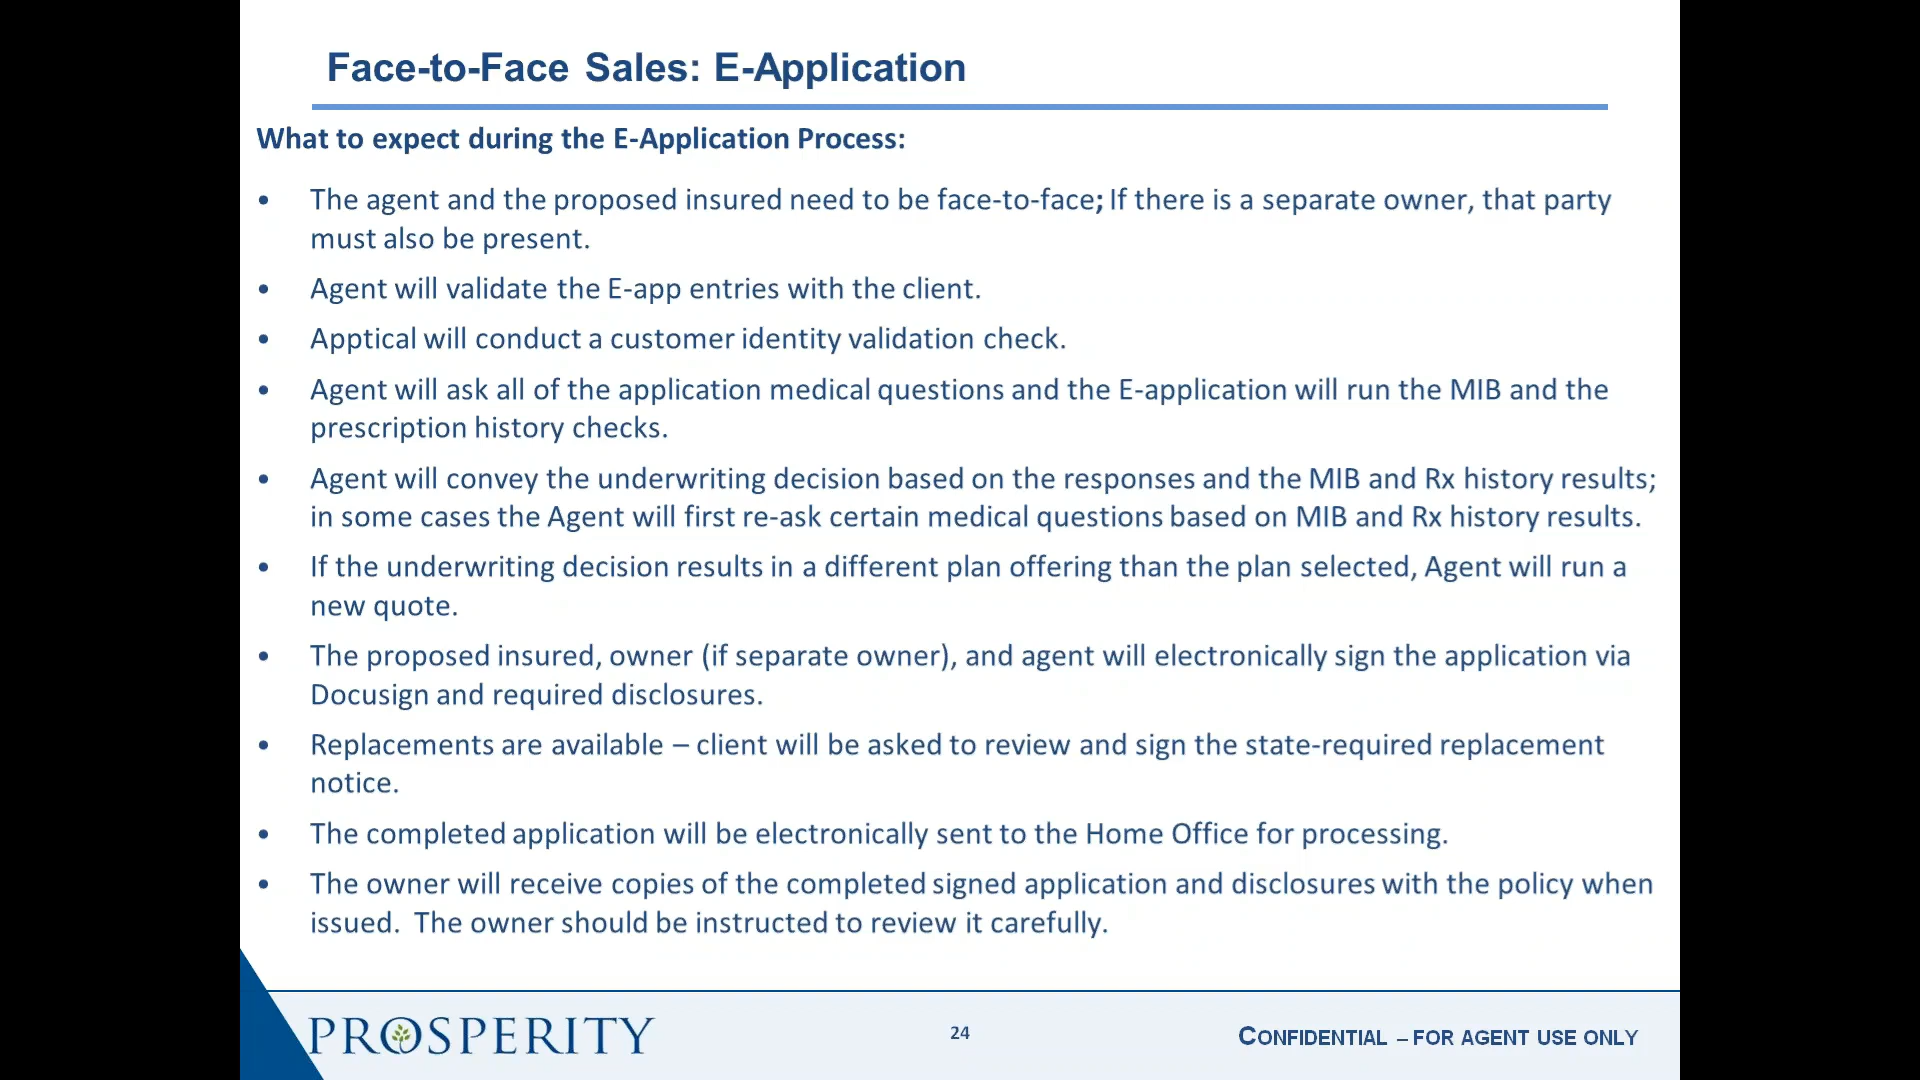 Face-to-Face Sales: E-Application
What to expect during the E-Application Process:
• The agent and the proposed insured need to be face-to-face; If there is a separate owner, that party
must also be present.
• Agent will validate the E-app entries with the client.
• Apptical will conduct a customer identity validation check.
• Agent will ask all of the application medical questions and the E-application will run the MIB and the
prescription history checks.
• Agent will convey the underwriting decision based on the responses and the MIB and Rx history results;
in some cases the Agent will first re-ask certain medical questions based on MIB and Rx history results.
• If the underwriting decision results in a different plan offering than the plan selected, Agent will run a
new quote.
• The proposed insured, owner (if separate owner), and agent will electronically sign the application via
Docusign and required disclosures.
• Replacements are available – client will be asked to review and sign the state-required replacement
notice.
• The completed application will be electronically sent to the Home Office for processing.
• The owner will receive copies of the completed signed application and disclosures with the policy when
issued.  The owner should be instructed to review it carefully.
PROSPERITY
24
CONFIDENTIAL – FOR AGENT USE ONLY